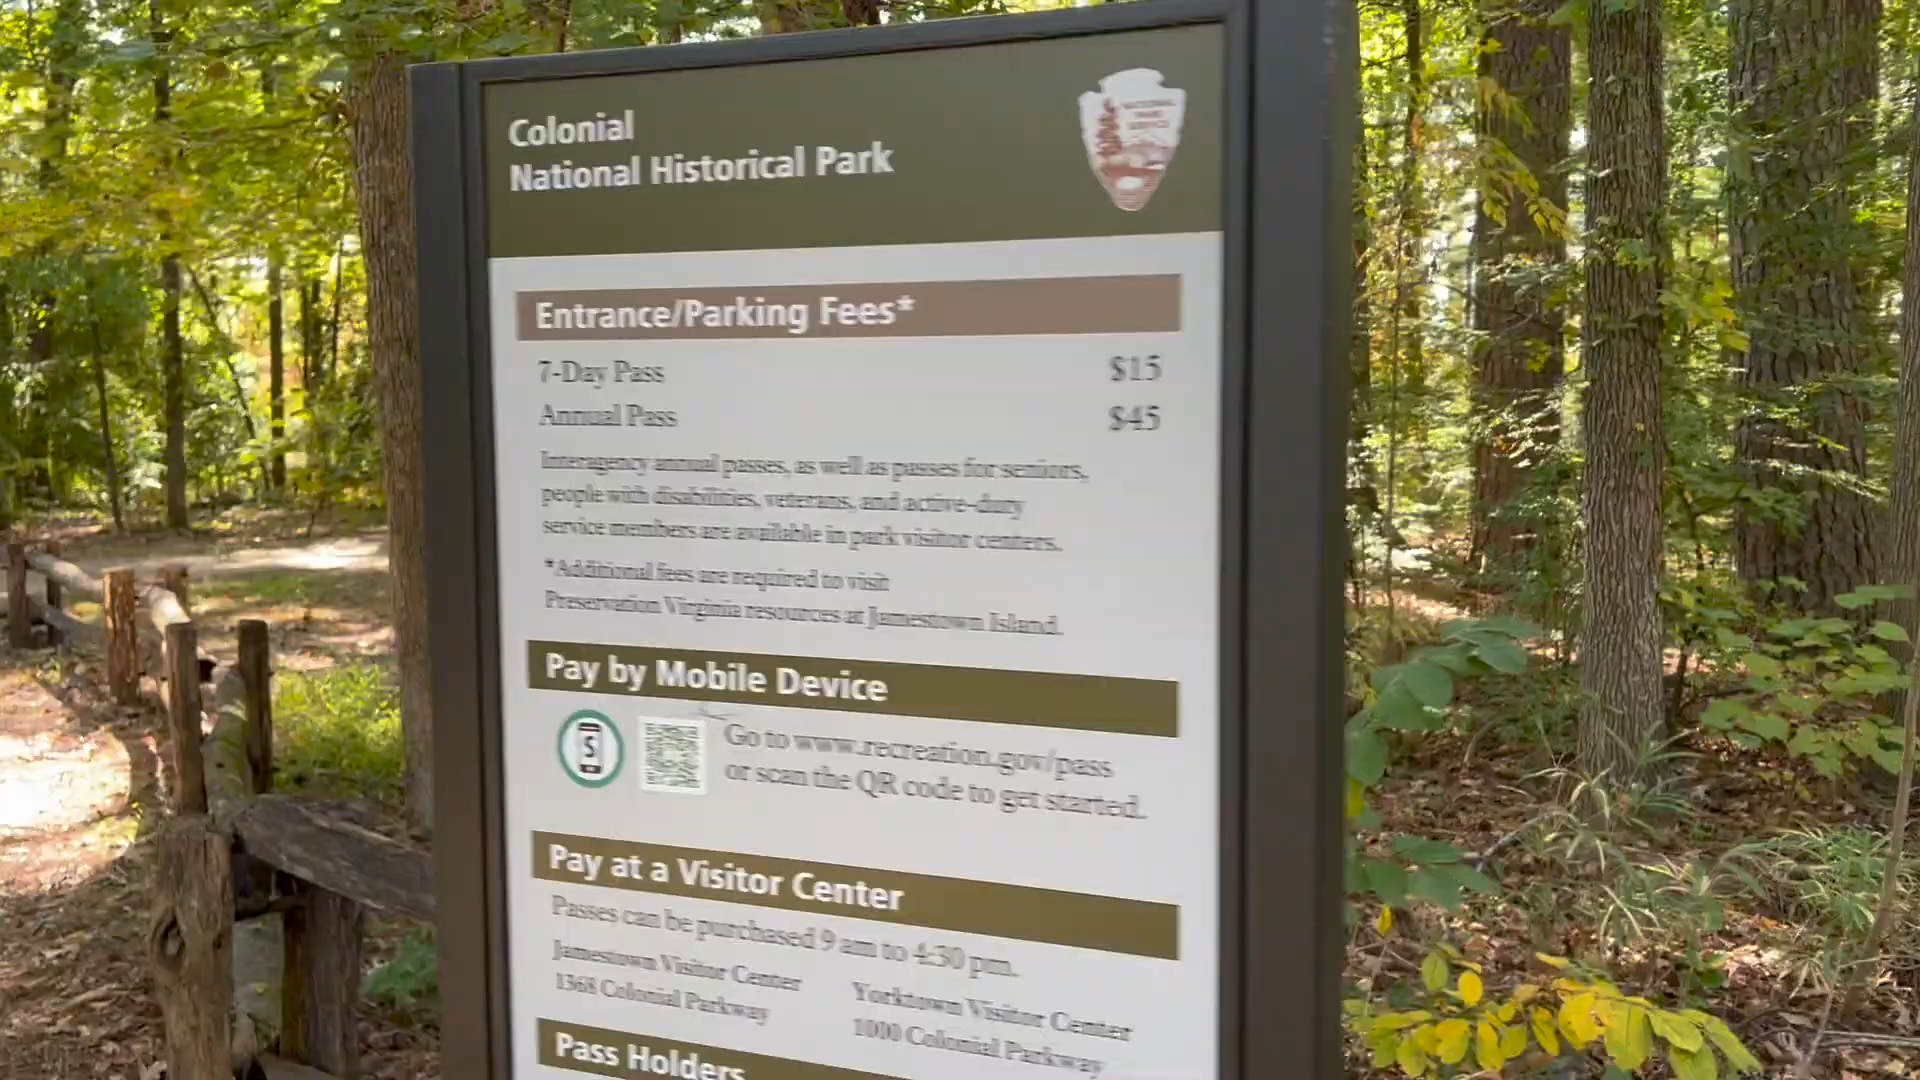 Colonial
National Historical Park
NATIONAL
PARK
SERVICE
Entrance/Parking Fees*
7-Day Pass $15
Annual Pass $45
Interagency annual passes, as well as passes for seniors,
people with disabilities, veterans, and active-duty
service members are available in park visitor centers.
*Additional fees are required to visit
Preservation Virginia resources at Jamestown Island.
Pay by Mobile Device
$
Go to www.recreation.gov/pass
or scan the QR code to get started.
Pay at a Visitor Center
Passes can be purchased 9 am to 4:30 pm.
Jamestown Visitor Center
1368 Colonial Parkway
Yorktown Visitor Center
1000 Colonial Parkway
Pass Holders